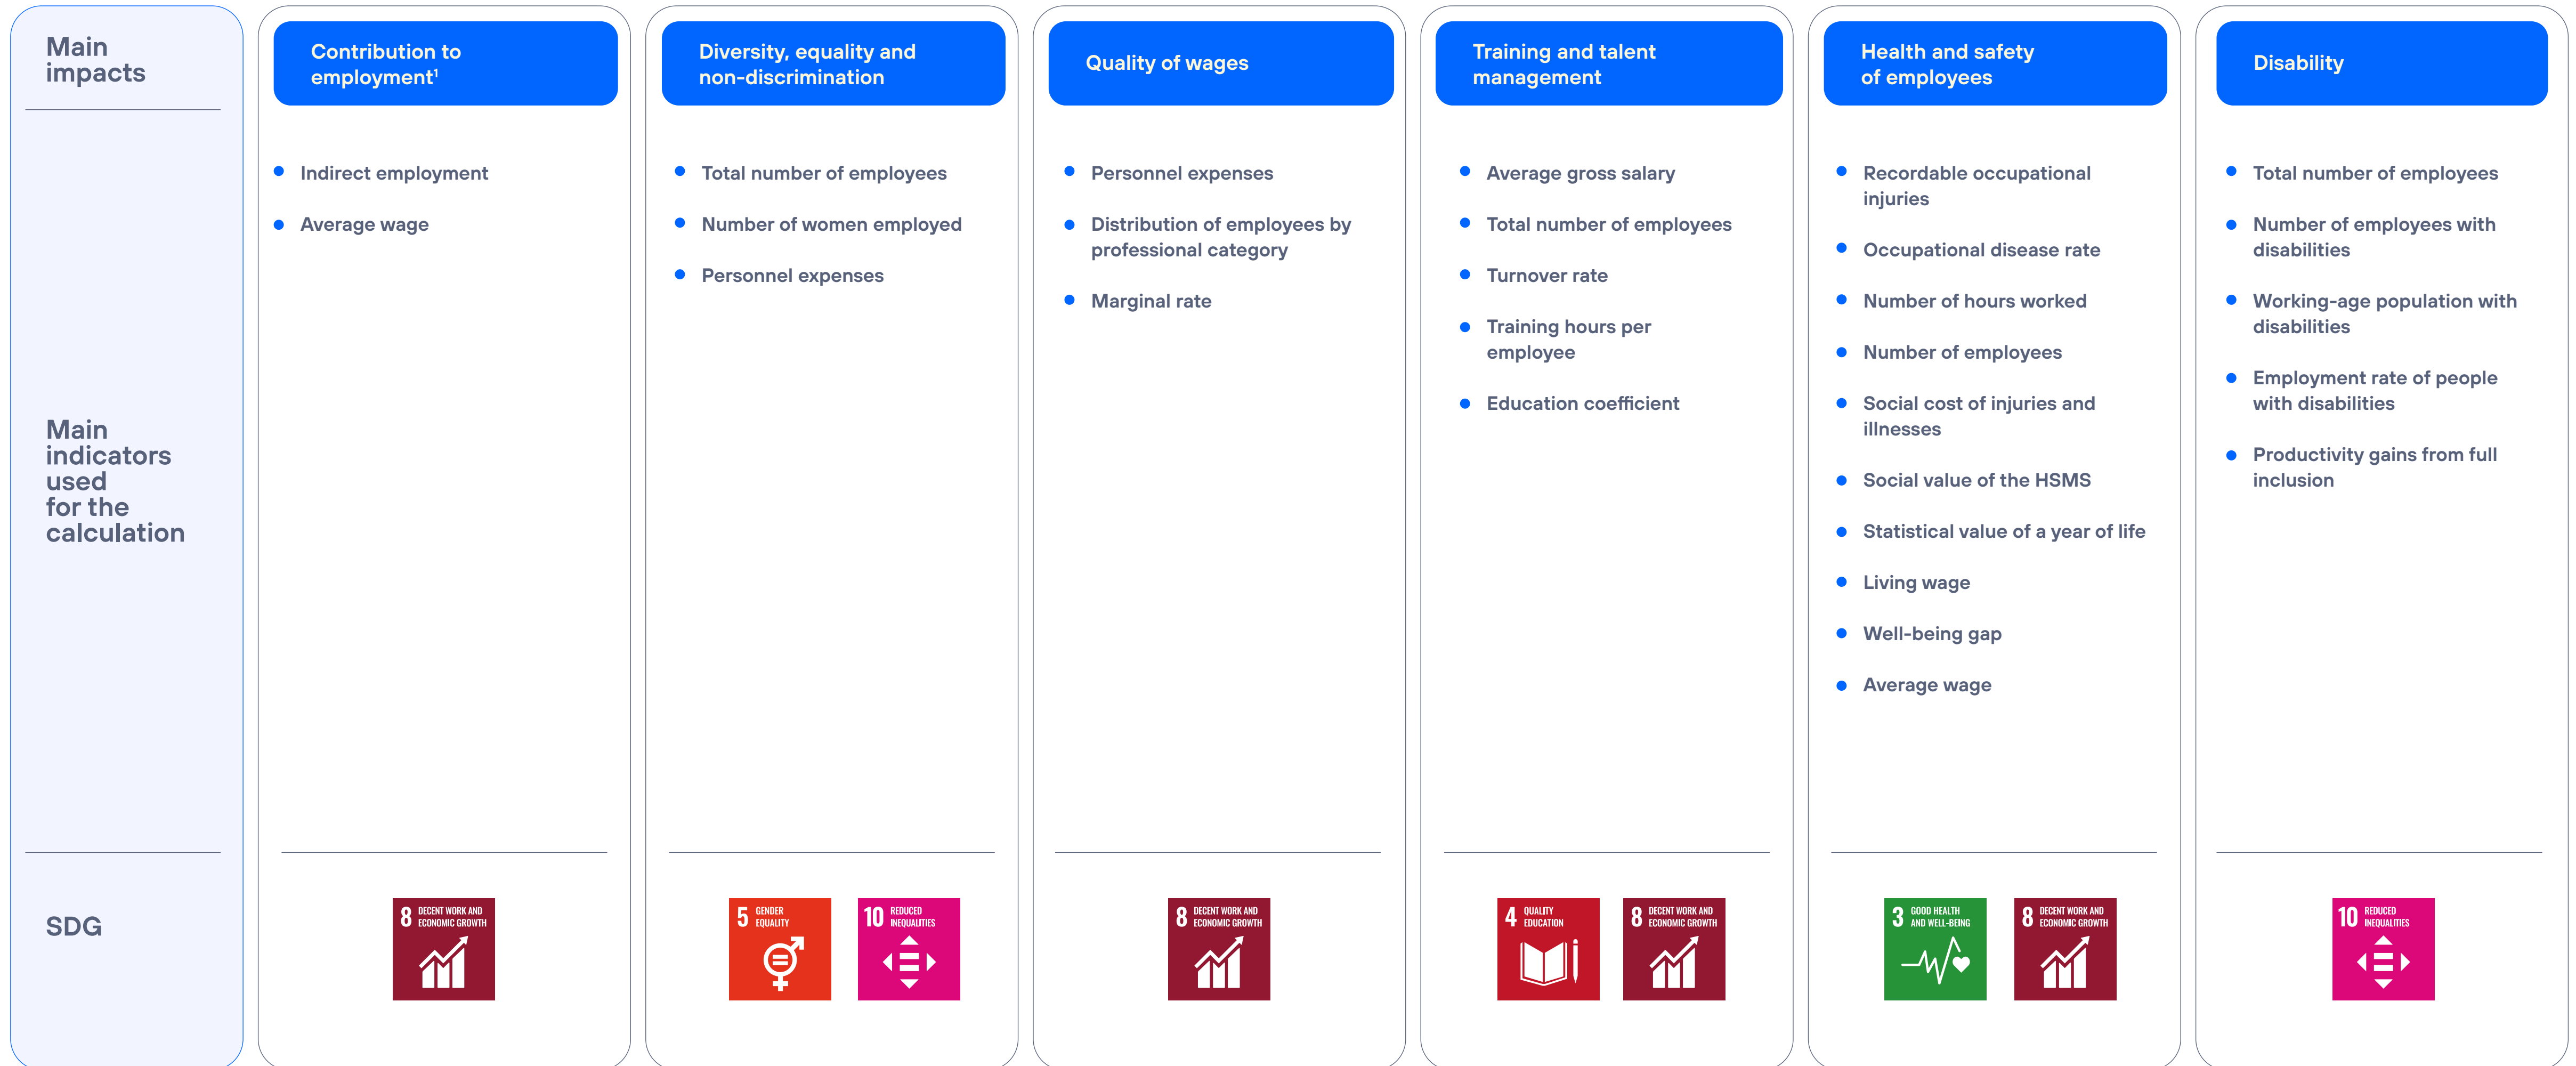 Main
impacts
Main
indicators
used
for the
calculation
SDG
Contribution to
employment¹
Indirect employment
Average wage
8 DECENT WORK AND
ECONOMIC GROWTH
Diversity, equality and
non-discrimination
Total number of employees
Number of women employed
Personnel expenses
5 GENDER
EQUALITY
10 REDUCED
INEQUALITIES
Quality of wages
Personnel expenses
Distribution of employees by
professional category
Marginal rate
8 DECENT WORK AND
ECONOMIC GROWTH
Training and talent
management
Average gross salary
Total number of employees
Turnover rate
Training hours per
employee
Education coefficient
4 QUALITY
EDUCATION
8 DECENT WORK AND
ECONOMIC GROWTH
Health and safety
of employees
Recordable occupational
injuries
Occupational disease rate
Number of hours worked
Number of employees
Social cost of injuries and
illnesses
Social value of the HSMS
Statistical value of a year of life
Living wage
Well-being gap
Average wage
3 GOOD HEALTH
AND WELL-BEING
8 DECENT WORK AND
ECONOMIC GROWTH
Disability
Total number of employees
Number of employees with
disabilities
Working-age population with
disabilities
Employment rate of people
with disabilities
Productivity gains from full
inclusion
10 REDUCED
INEQUALITIES